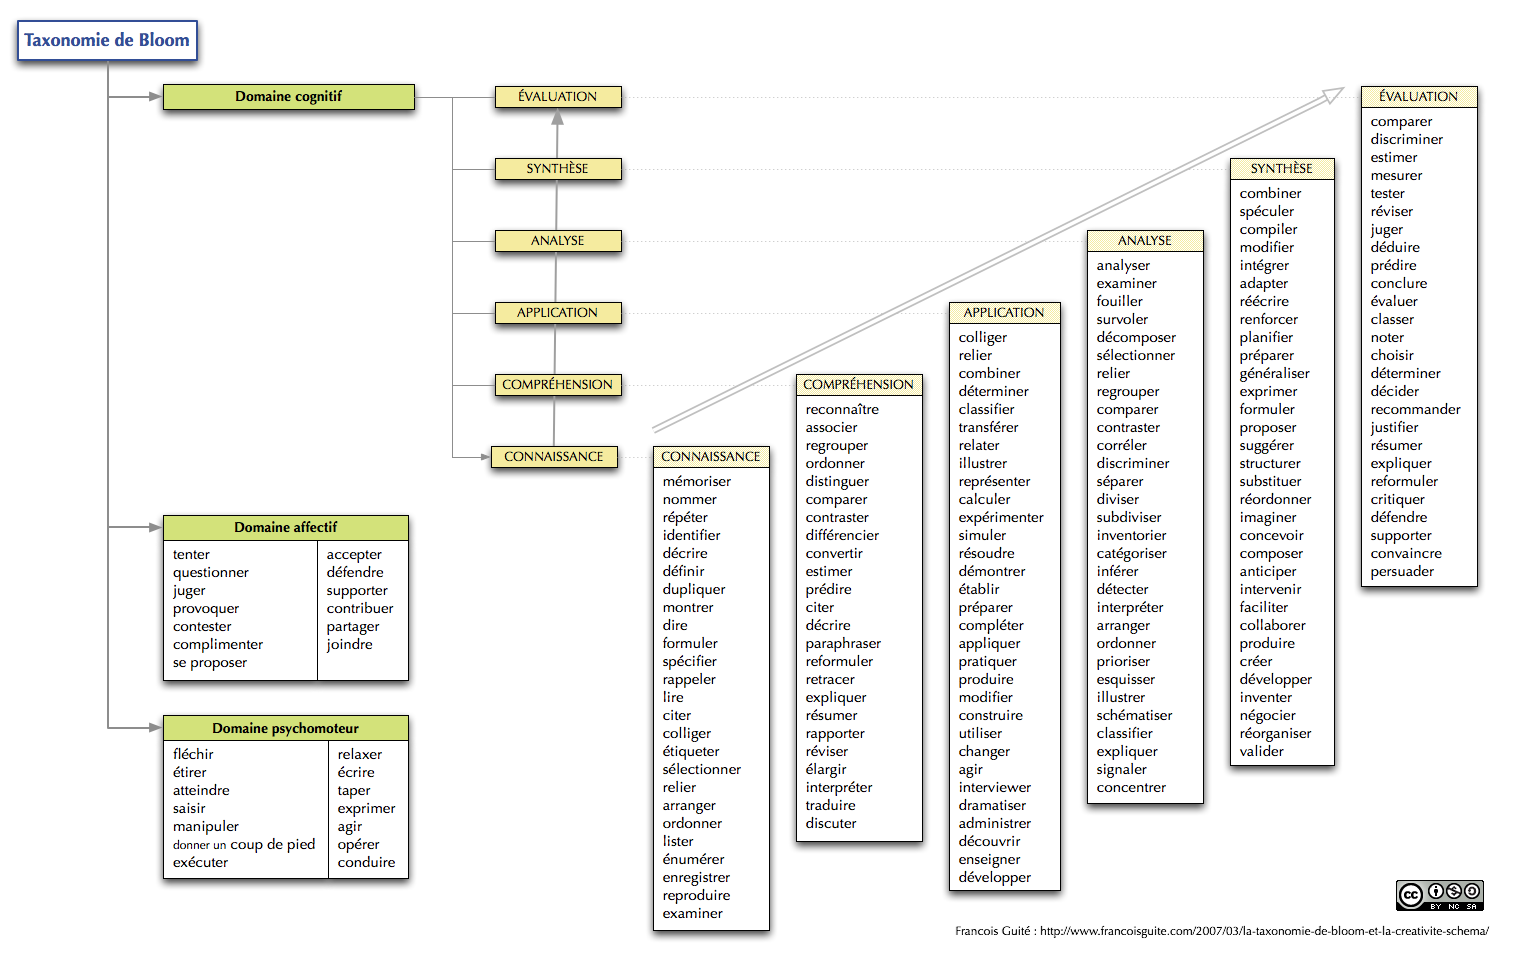 Taxonomie de Bloom
Domaine cognitif
ÉVALUATION
SYNTHÈSE
ANALYSE
APPLICATION
COMPRÉHENSION
CONNAISSANCE
Domaine affectif
tenter
questionner
juger
provoquer
contester
complimenter
se proposer
accepter
défendre
supporter
contribuer
partager
joindre
Domaine psychomoteur
fléchir
étirer
atteindre
saisir
manipuler
donner un coup de pied
exécuter
relaxer
écrire
taper
exprimer
agir
opérer
conduire
CONNAISSANCE
mémoriser
nommer
répéter
identifier
décrire
définir
dupliquer
montrer
dire
formuler
spécifier
rappeler
lire
citer
colliger
étiqueter
sélectionner
relier
arranger
ordonner
lister
énumérer
enregistrer
reproduire
examiner
COMPRÉHENSION
reconnaître
associer
regrouper
ordonner
distinguer
comparer
contraster
différencier
convertir
estimer
prédire
citer
décrire
paraphraser
reformuler
retracer
expliquer
résumer
rapporter
réviser
élargir
interpréter
traduire
discuter
APPLICATION
colliger
relier
combiner
déterminer
classifier
transférer
relater
illustrer
représenter
calculer
expérimenter
simuler
résoudre
démontrer
établir
préparer
compléter
appliquer
pratiquer
produire
modifier
construire
utiliser
changer
agir
interviewer
dramatiser
administrer
découvrir
enseigner
développer
ANALYSE
analyser
examiner
fouiller
survoler
décomposer
sélectionner
relier
regrouper
comparer
contraster
corréler
discriminer
séparer
diviser
subdiviser
inventorier
catégoriser
inférer
détecter
interpréter
arranger
ordonner
prioriser
esquisser
illustrer
schématiser
classifier
expliquer
signaler
concentrer
SYNTHÈSE
combiner
spéculer
compiler
modifier
intégrer
adapter
réécrire
renforcer
planifier
préparer
généraliser
exprimer
formuler
proposer
suggérer
structurer
substituer
réordonner
imaginer
concevoir
composer
anticiper
intervenir
faciliter
collaborer
produire
créer
développer
inventer
négocier
réorganiser
valider
ÉVALUATION
comparer
discriminer
estimer
mesurer
tester
réviser
juger
déduire
prédire
conclure
évaluer
classer
noter
choisir
déterminer
décider
recommander
justifier
résumer
expliquer
reformuler
critiquer
défendre
supporter
convaincre
persuader
cc
BY NC SA
Francois Guité : http://www.francoisguite.com/2007/03/la-taxonomie-de-bloom-et-la-creativite-schema/